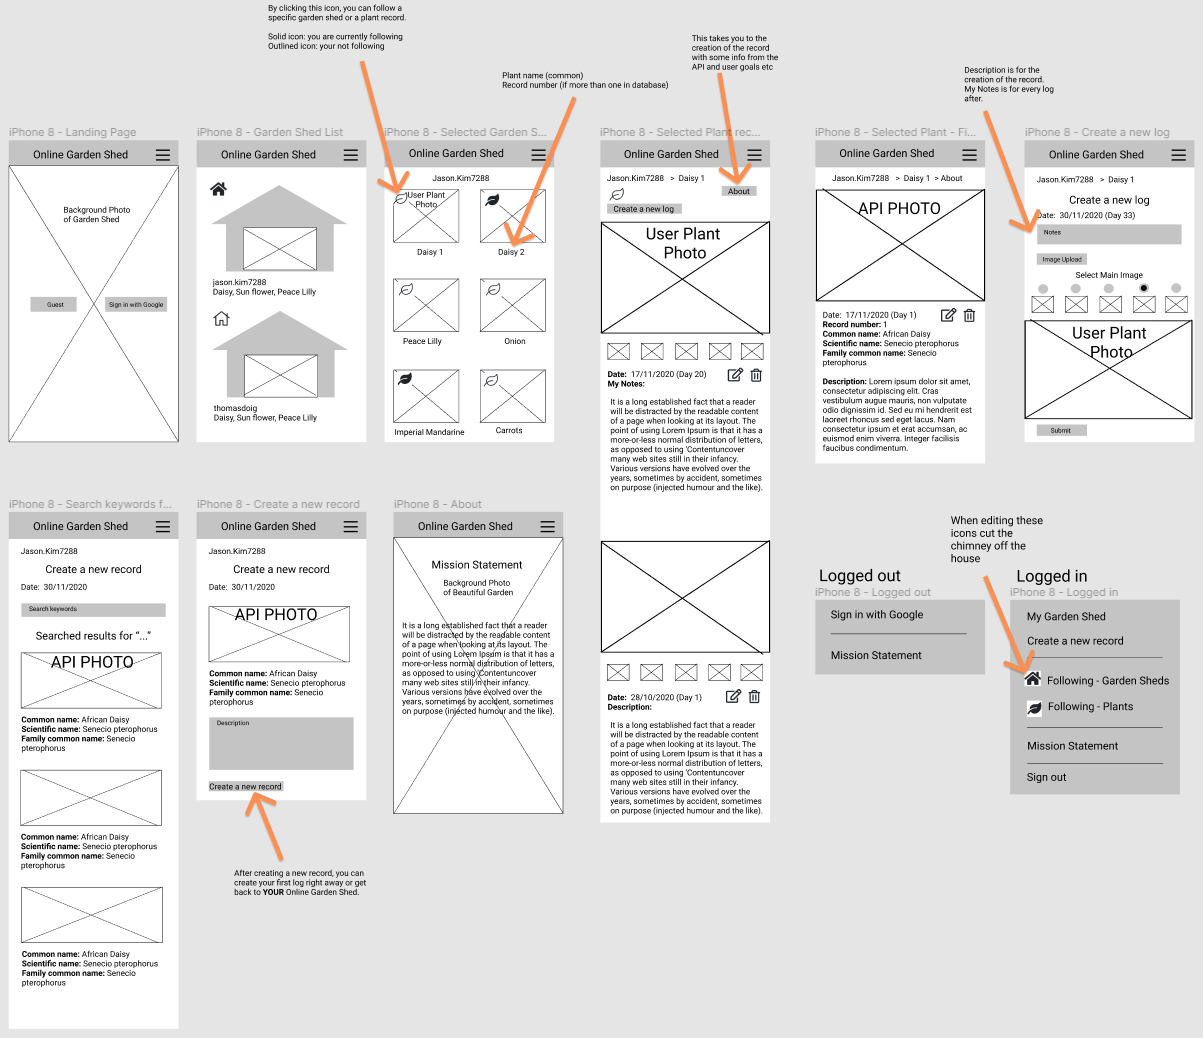 By clicking this icon, you can follow a
specific garden shed or a plant record.
Solid icon: you are currently following
Outlined icon: your not following
Plant name (common)
Record number (if more than one in database)
This takes you to the
creation of the record
with some info from the
API and user goals etc
Description is for the
creation of the record.
My Notes is for every log
after.
iPhone 8 - Landing Page
Online Garden Shed
Background Photo
of Garden Shed
Guest
Sign in with Google
iPhone 8 - Garden Shed List
Online Garden Shed
jason.kim7288
Daisy, Sun flower, Peace Lilly
thomasdoig
Daisy, Sun flower, Peace Lilly
iPhone 8 - Selected Garden S...
Online Garden Shed
Jason.Kim7288
User Plant
Photo
Daisy 1
Daisy 2
Peace Lilly
Onion
Imperial Mandarine
Carrots
iPhone 8 - Selected Plant rec...
Online Garden Shed
Jason.Kim7288 > Daisy 1
About
Create a new log
User Plant
Photo
Date: 17/11/2020 (Day 20)
My Notes:
It is a long established fact that a reader
will be distracted by the readable content
of a page when looking at its layout. The
point of using Lorem Ipsum is that it has a
more-or-less normal distribution of letters,
as opposed to using 'Contentuncover
many web sites still in their infancy.
Various versions have evolved over the
years, sometimes by accident, sometimes
on purpose (injected humour and the like).
Date: 28/10/2020 (Day 1)
Description:
It is a long established fact that a reader
will be distracted by the readable content
of a page when looking at its layout. The
point of using Lorem Ipsum is that it has a
more-or-less normal distribution of letters,
as opposed to using 'Contentuncover
many web sites still in their infancy.
Various versions have evolved over the
years, sometimes by accident, sometimes
on purpose (injected humour and the like).
iPhone 8 - Selected Plant - Fi...
Online Garden Shed
Jason.Kim7288 > Daisy 1 > About
API PHOTO
Date: 17/11/2020 (Day 1)
Record number: 1
Common name: African Daisy
Scientific name: Senecio pterophorus
Family common name: Senecio
pterophorus
Description: Lorem ipsum dolor sit amet,
consectetur adipiscing elit. Cras
vestibulum augue mauris, non vulputate
odio dignissim id. Sed eu mi hendrerit est
laoreet rhoncus sed eget lacus. Nam
consectetur ipsum et erat accumsan, ac
euismod enim viverra. Integer facilisis
faucibus condimentum.
iPhone 8 - Create a new log
Online Garden Shed
Jason.Kim7288 > Daisy 1
Create a new log
Date: 30/11/2020 (Day 33)
Notes
Image Upload
Select Main Image
User Plant
Photo
Submit
iPhone 8 - Search keywords f...
Online Garden Shed
Jason.Kim7288
Create a new record
Date: 30/11/2020
Search keywords
Searched results for “...”
API PHOTO
Common name: African Daisy
Scientific name: Senecio pterophorus
Family common name: Senecio
pterophorus
Common name: African Daisy
Scientific name: Senecio pterophorus
Family common name: Senecio
pterophorus
Common name: African Daisy
Scientific name: Senecio pterophorus
Family common name: Senecio
pterophorus
iPhone 8 - Create a new record
Online Garden Shed
Jason.Kim7288
Create a new record
Date: 30/11/2020
API PHOTO
Common name: African Daisy
Scientific name: Senecio pterophorus
Family common name: Senecio
pterophorus
Description
Create a new record
After creating a new record, you can
create your first log right away or get
back to YOUR Online Garden Shed.
iPhone 8 - About
Online Garden Shed
Mission Statement
Background Photo
of Beautiful Garden
It is a long established fact that a reader
will be distracted by the readable content
of a page when looking at its layout. The
point of using Lorem Ipsum is that it has a
more-or-less normal distribution of letters,
as opposed to using 'Contentuncover
many web sites still in their infancy.
Various versions have evolved over the
years, sometimes by accident, sometimes
on purpose (injected humour and the like).
When editing these
icons cut the
chimney off the
house
Logged out
iPhone 8 - Logged out
Sign in with Google
Mission Statement
Logged in
iPhone 8 - Logged in
My Garden Shed
Create a new record
Following - Garden Sheds
Following - Plants
Mission Statement
Sign out